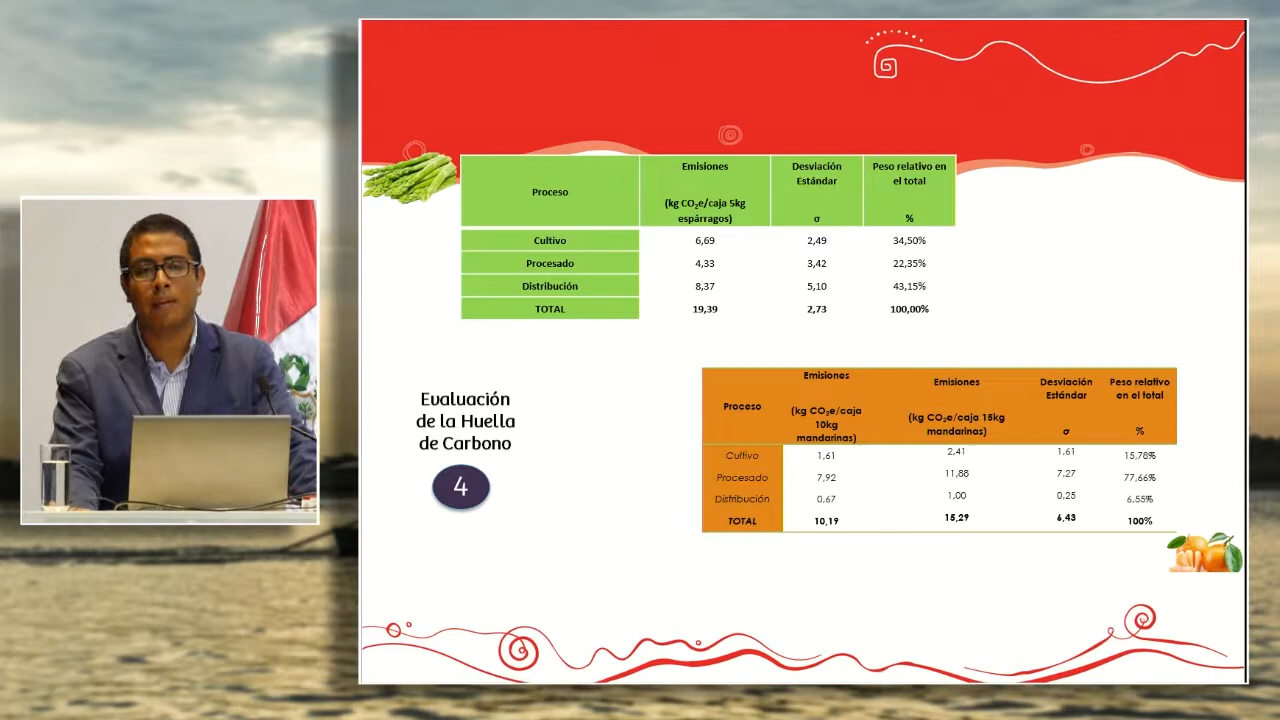 Proceso
Emisiones
(kg CO₂e/caja 5kg
espárragos)
Desviación
Estándar
σ
Peso relativo en
el total
%
Cultivo 6,69 2,49 34,50%
Procesado 4,33 3,42 22,35%
Distribución 8,37 5,10 43,15%
TOTAL 19,39 2,73 100,00%
Evaluación
de la Huella
de Carbono
4
Proceso
Emisiones
(kg CO₂e/caja
10kg
mandarinas)
Emisiones
(kg CO₂e/caja 15kg
mandarinas)
Desviación
Estándar
σ
Peso relativo
en el total
%
Cultivo 1,61 2,41 1,61 15,78%
Procesado 7,92 11,88 7,27 77,66%
Distribución 0,67 1,00 0,25 6,55%
TOTAL 10,19 15,29 6,43 100%